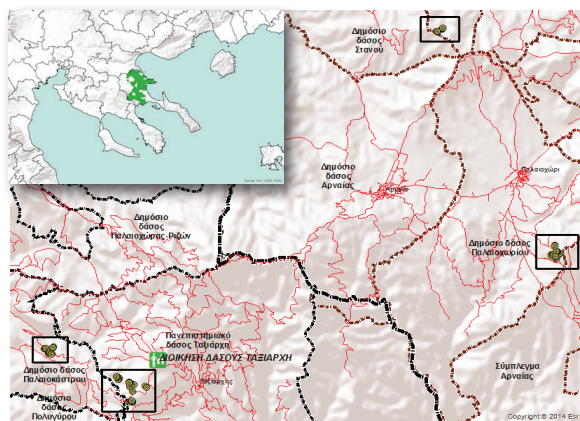 Δημόσιο
δάσος
Στανού
Δημόσιο
δάσος
Αρναίας
Αρναία
Παλαιοχώρι
Δημόσιο
δάσος
Παλαιοχώρας-Ριζών
Δημόσιο δάσος
Παλαιοχωρίου
Πανεπιστημιακό
δάσος Ταξιάρχη
ΔΙΟΙΚΗΣΗ ΔΑΣΟΥΣ ΤΑΞΙΑΡΧΗ
Ταξιάρχης
Δημόσιο δάσος
Παλαιοκάστρου
Δημόσιο
δάσος
Πολυγύρου
Σύμπλεγμα
Αρναίας
Copyright:© 2014 Esr